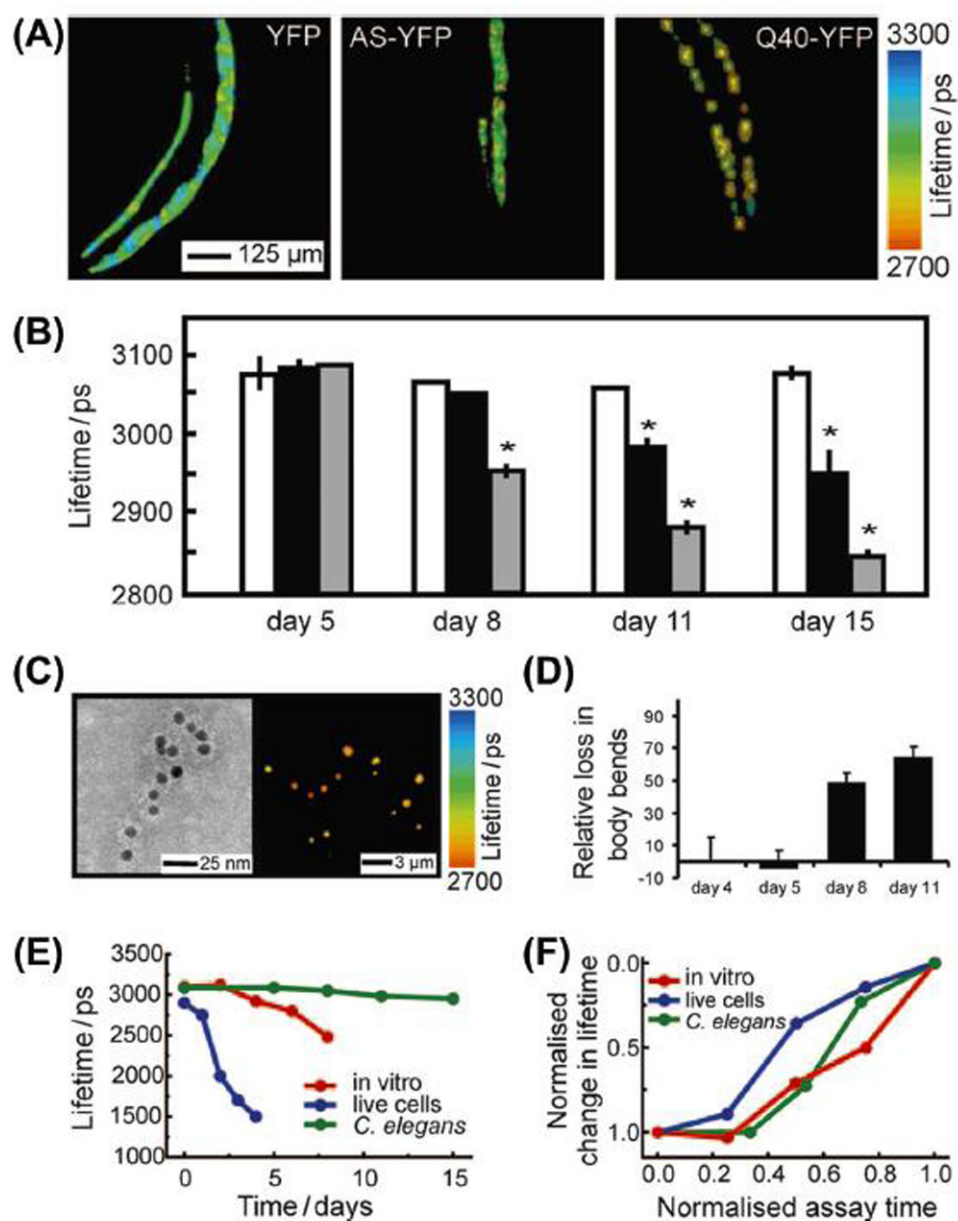 (A)
YFP
AS-YFP
Q40-YFP
125 µm
3300
Lifetime/ps
2700
(B)
Lifetime/ps
3100
3000
2900
2800
*
*
*
*
*
day 5
day 8
day 11
day 15
(C)
25 nm
3 µm
3300
Lifetime/ps
2700
(D)
Relative loss in
body bends
90
70
50
30
10
-10
day 4
day 5
day 8
day 11
(E)
Lifetime/ps
3500
3000
2500
2000
1500
1000
in vitro
live cells
C. elegans
0
5
10
15
Time/days
(F)
Normalised
change in lifetime
0.0
0.5
1.0
in vitro
live cells
C. elegans
0.0
0.2
0.4
0.6
0.8
1.0
Normalised assay time